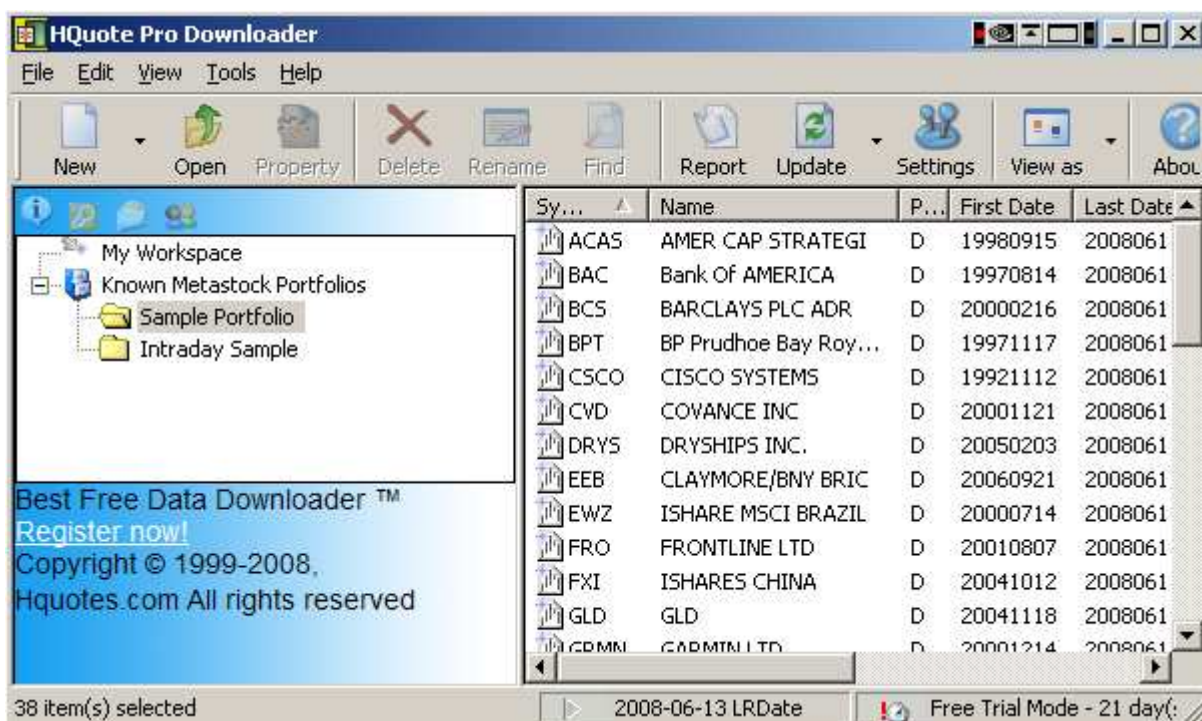 HQuote Pro Downloader
File Edit View Tools Help
New Open Property Delete Rename Find Report Update Settings View as Abou
My Workspace
Known Metastock Portfolios
Sample Portfolio
Intraday Sample
Best Free Data Downloader ™
Register now!
Copyright © 1999-2008,
Hquotes.com All rights reserved
Sy... Name P... First Date Last Date
ACAS AMER CAP STRATEGI D 19980915 2008061
BAC Bank Of AMERICA D 19970814 2008061
BCS BARCLAYS PLC ADR D 20000216 2008061
BPT BP Prudhoe Bay Roy... D 19971117 2008061
CSCO CISCO SYSTEMS D 19921112 2008061
CVD COVANCE INC D 20001121 2008061
DRYS DRYSHIPS INC. D 20050203 2008061
EEB CLAYMORE/BNY BRIC D 20060921 2008061
EWZ ISHARE MSCI BRAZIL D 20000714 2008061
FRO FRONTLINE LTD D 20010807 2008061
FXI ISHARES CHINA D 20041012 2008061
GLD GLD D 20041118 2008061
GRMN GARMIN LTD D 20001214 2008061
38 item(s) selected 2008-06-13 LRDate Free Trial Mode - 21 day(: